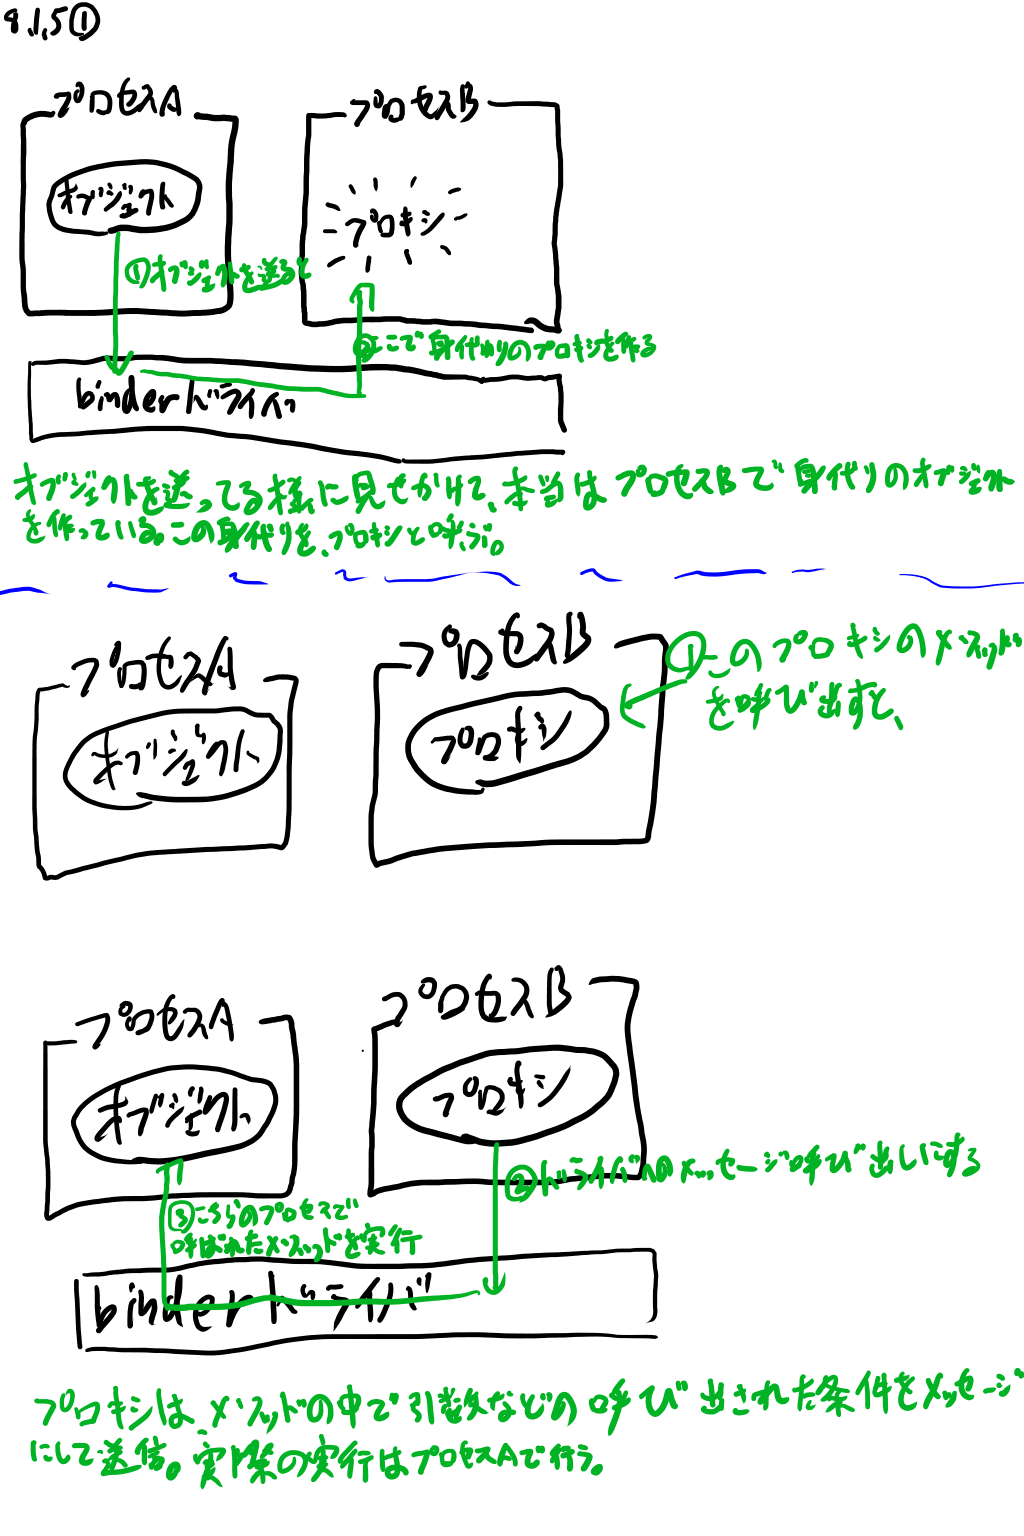 8.1.5①
プロセスA
プロセスB
オブジェクト
プロキシ
①オブジェクトを送ると
②ここで身代わりのプロキシを作る
binderドライバ
オブジェクトを送ってる様に見せかけて、本当はプロセスBで身代りのオブジェクト
を作っている。この身代りを、プロキシと呼ぶ。
プロセスA
プロセスB
オブジェクト
プロキシ
①このプロキシのメソッド
を呼び出すと、
プロセスA
プロセスB
オブジェクト
プロキシ
②ドライバへのメッセージ呼び出しにする
③こちらのプロセスで
呼ばれたメソッドを実行
binderドライバ
プロキシは、メソッドの中で引数などの呼び出された条件をメッセージ
にして送信。実際の実行はプロセスAで行う。